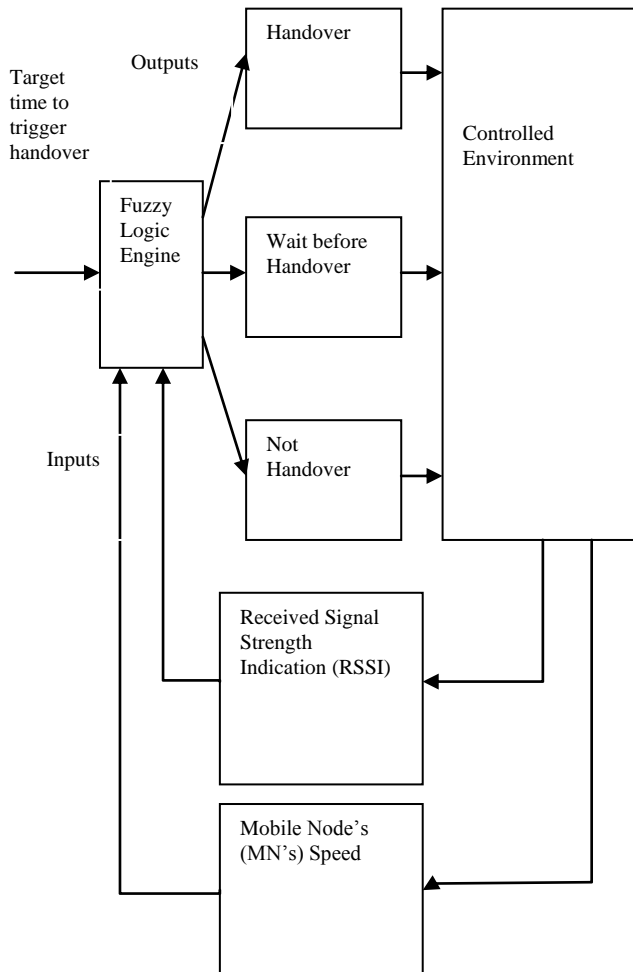 Handover
Outputs
Target
time to
trigger
handover
Controlled
Environment
Fuzzy
Logic
Engine
Wait before
Handover
Not
Handover
Inputs
Received Signal
Strength
Indication (RSSI)
Mobile Node’s
(MN’s) Speed